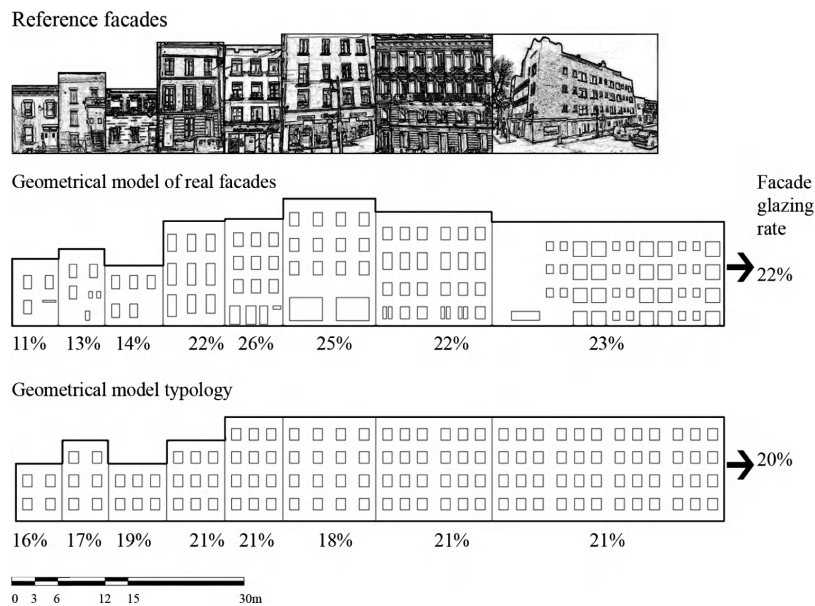 Reference facades
Geometrical model of real facades
Facade
glazing
rate
22%
11% 13% 14% 22% 26% 25% 22% 23%
Geometrical model typology
20%
16% 17% 19% 21% 21% 18% 21% 21%
0 3 6 12 15 30m